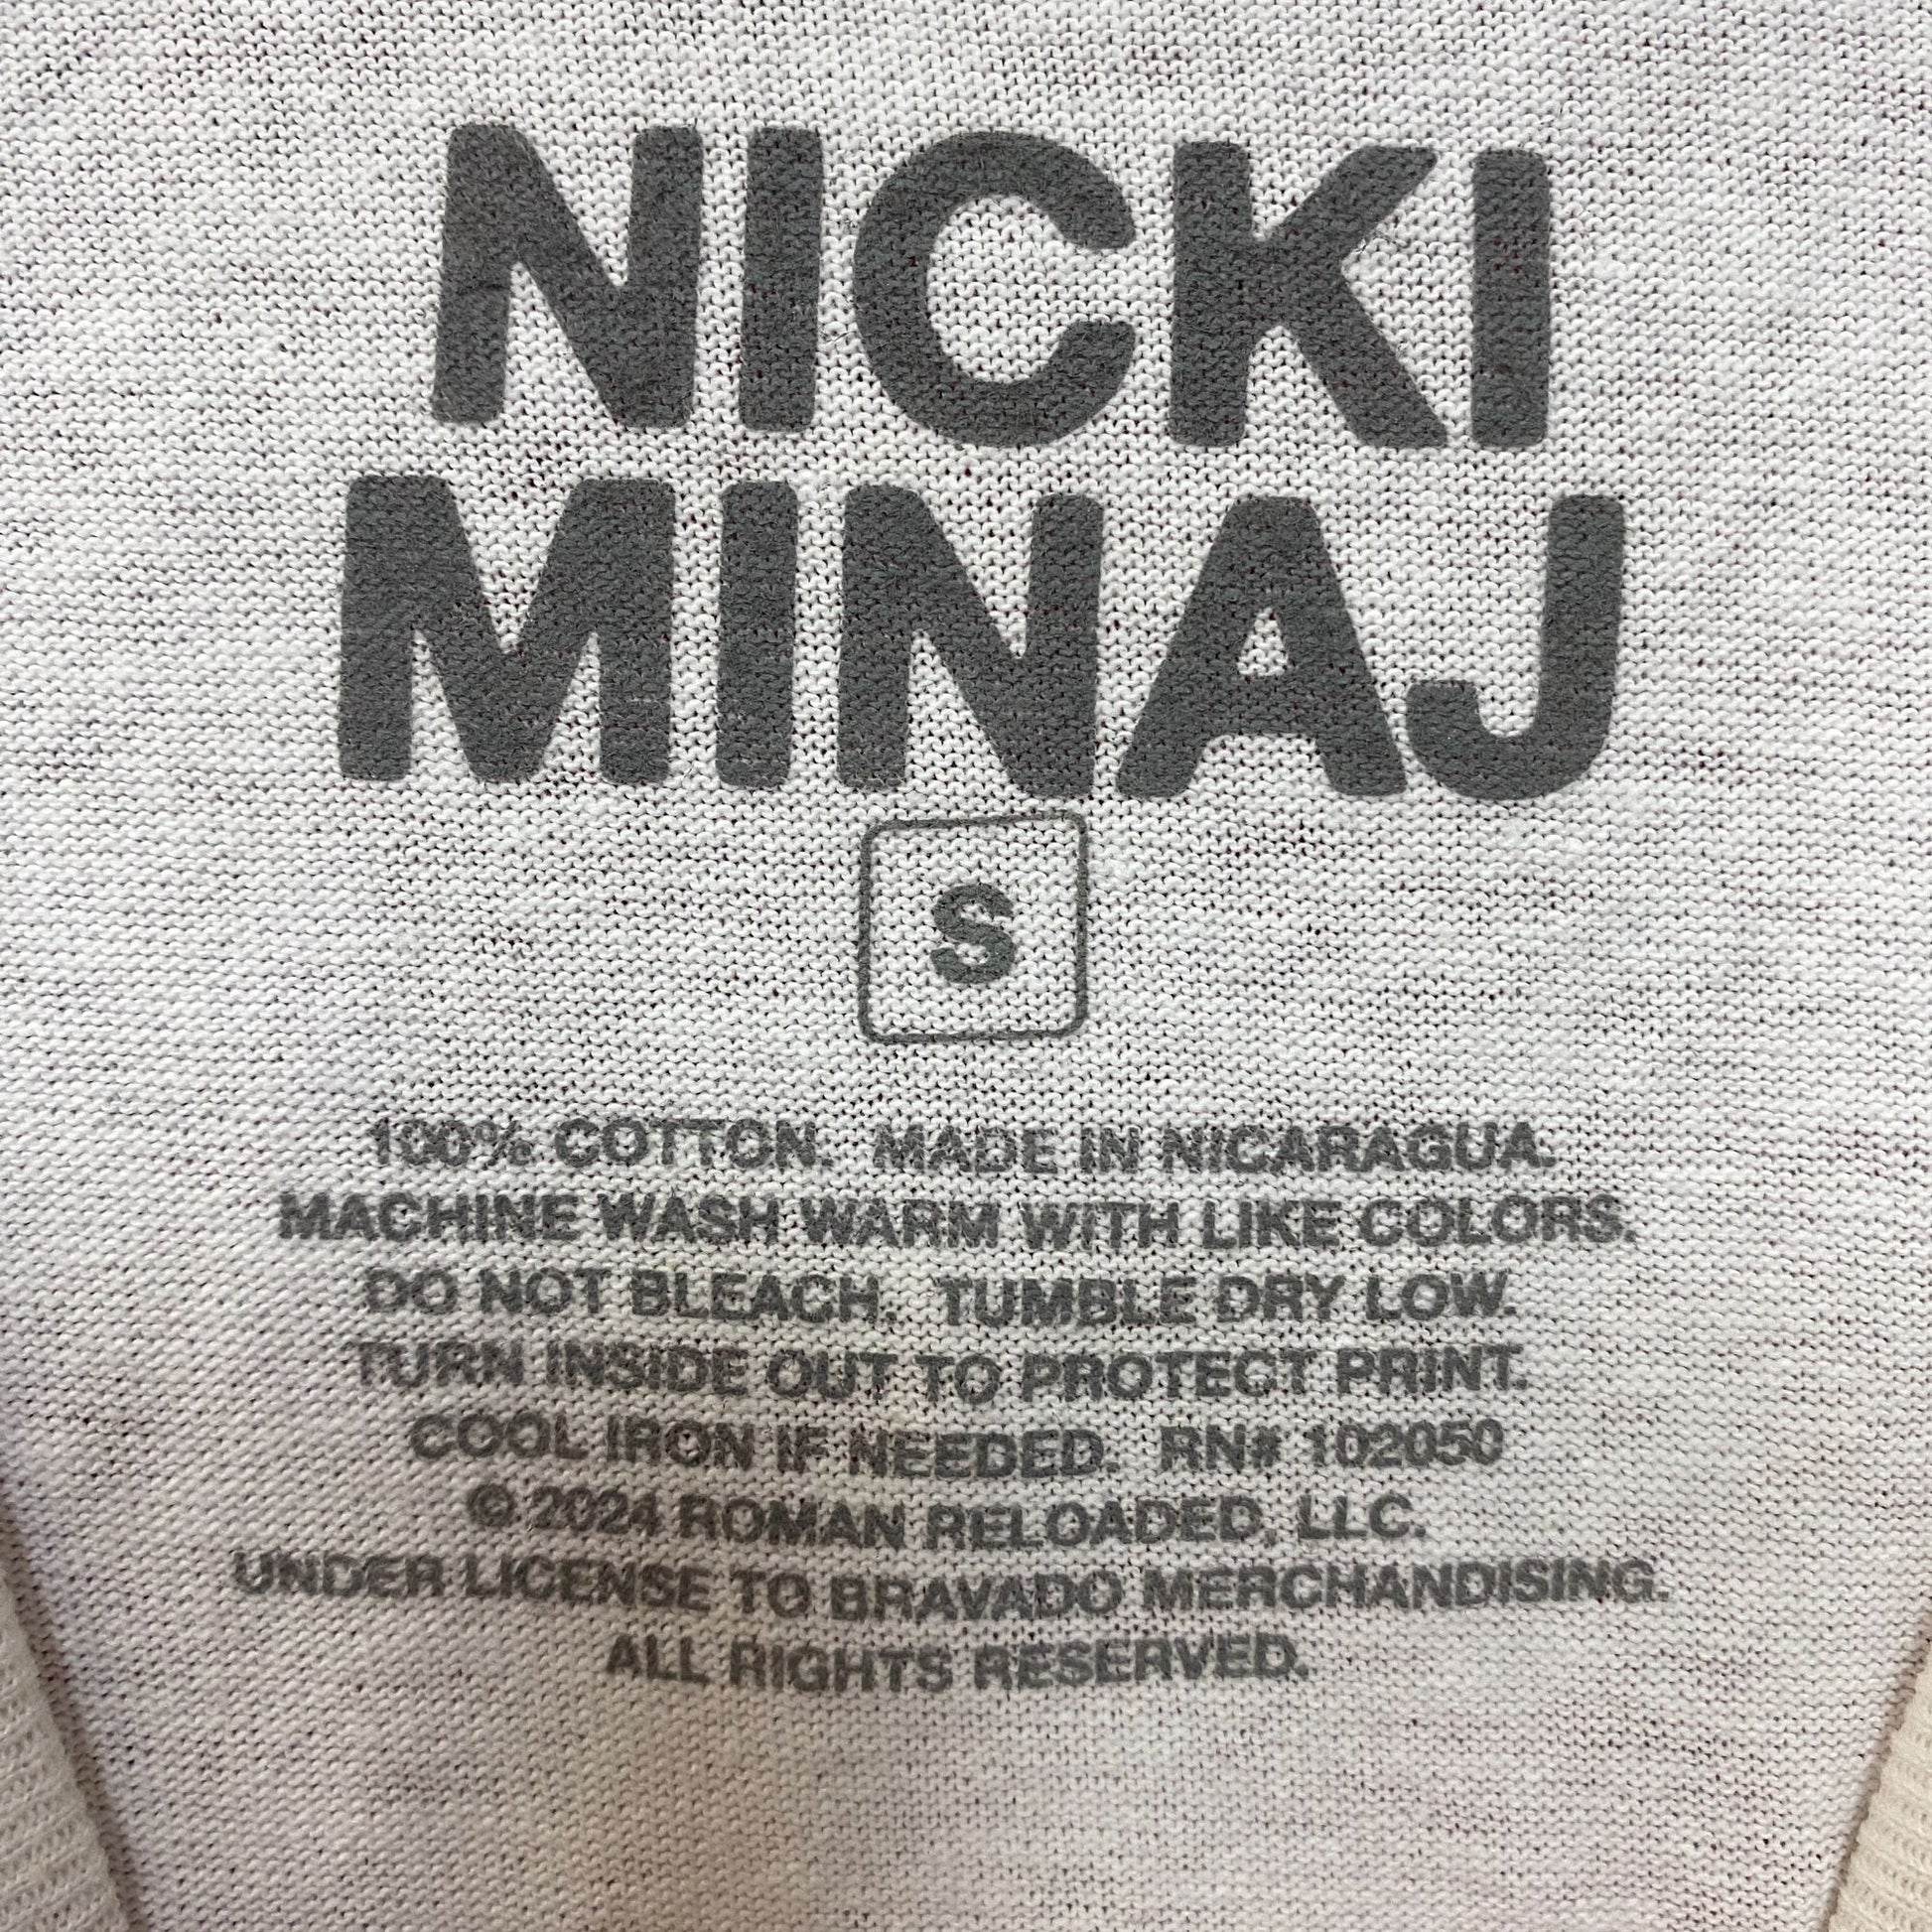 NICKI
MINAJ
S
100% COTTON. MADE IN NICARAGUA.
MACHINE WASH WARM WITH LIKE COLORS.
DO NOT BLEACH. TUMBLE DRY LOW.
TURN INSIDE OUT TO PROTECT PRINT.
COOL IRON IF NEEDED. RN# 102050
© 2024 ROMAN RELOADED, LLC.
UNDER LICENSE TO BRAVADO MERCHANDISING.
ALL RIGHTS RESERVED.